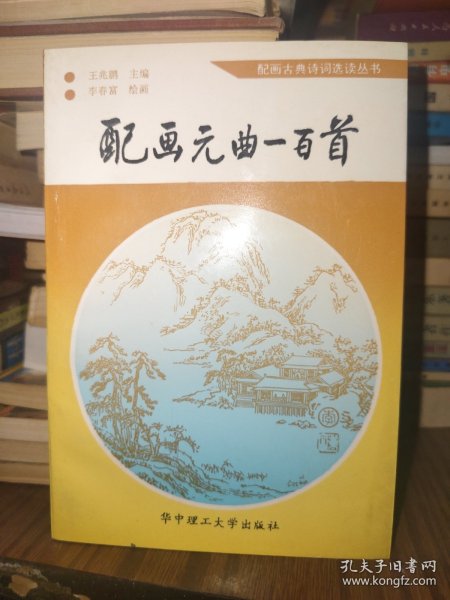 王兆鹏 主编
李春富 绘画
配画古典诗词选读丛书
配画元曲一百首
华中理工大学出版社
孔夫子旧书网
www.kongfz.com